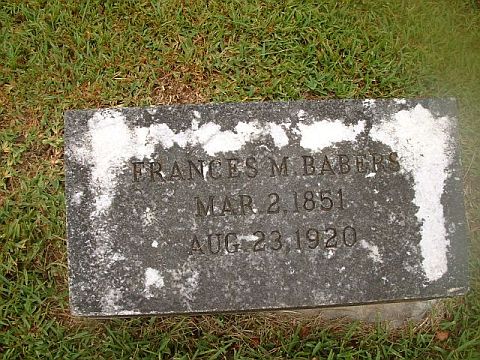 FRANCES M. BABERS
MAR. 2, 1851
AUG. 23, 1920